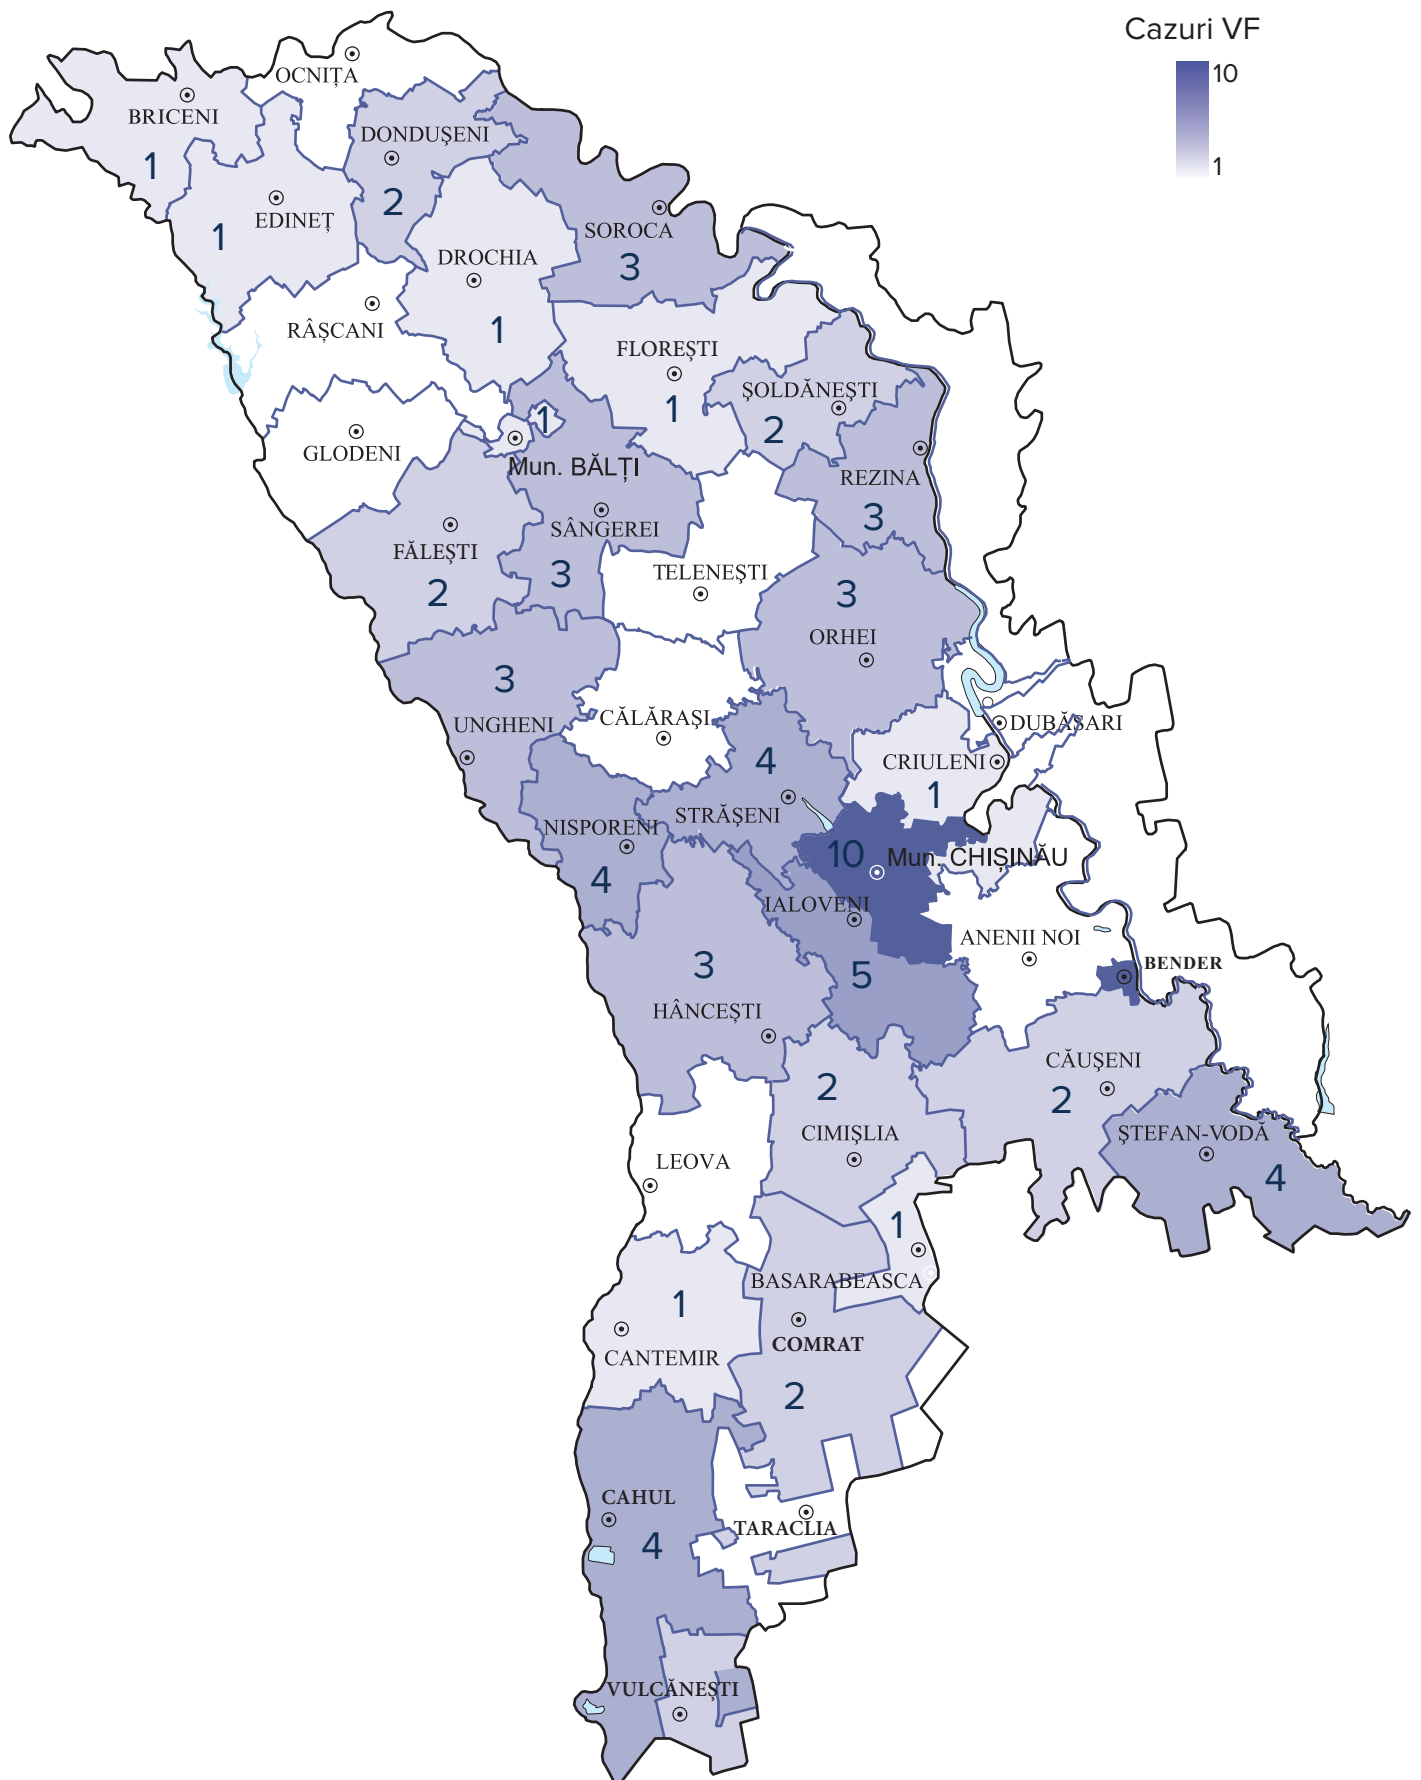 Cazuri VF
10
1
OCNIȚA
BRICENI
1
DONDUȘENI
2
EDINEȚ
1
SOROCA
3
DROCHIA
1
RÂȘCANI
FLOREȘTI
1
ȘOLDĂNEȘTI
2
1
Mun. BĂLȚI
GLODENI
REZINA
3
SÂNGEREI
3
FĂLEȘTI
2
TELENEȘTI
3
ORHEI
3
UNGHENI
CĂLĂRAȘI
DUBĂSARI
4
STRĂȘENI
CRIULENI
1
NISPORENI
4
10
Mun. CHIȘINĂU
IALOVENI
5
ANENII NOI
BENDER
3
HÂNCEȘTI
CĂUȘENI
2
2
CIMIȘLIA
ȘTEFAN-VODĂ
4
LEOVA
1
BASARABEASCA
1
CANTEMIR
COMRAT
2
CAHUL
4
TARACLIA
VULCĂNEȘTI